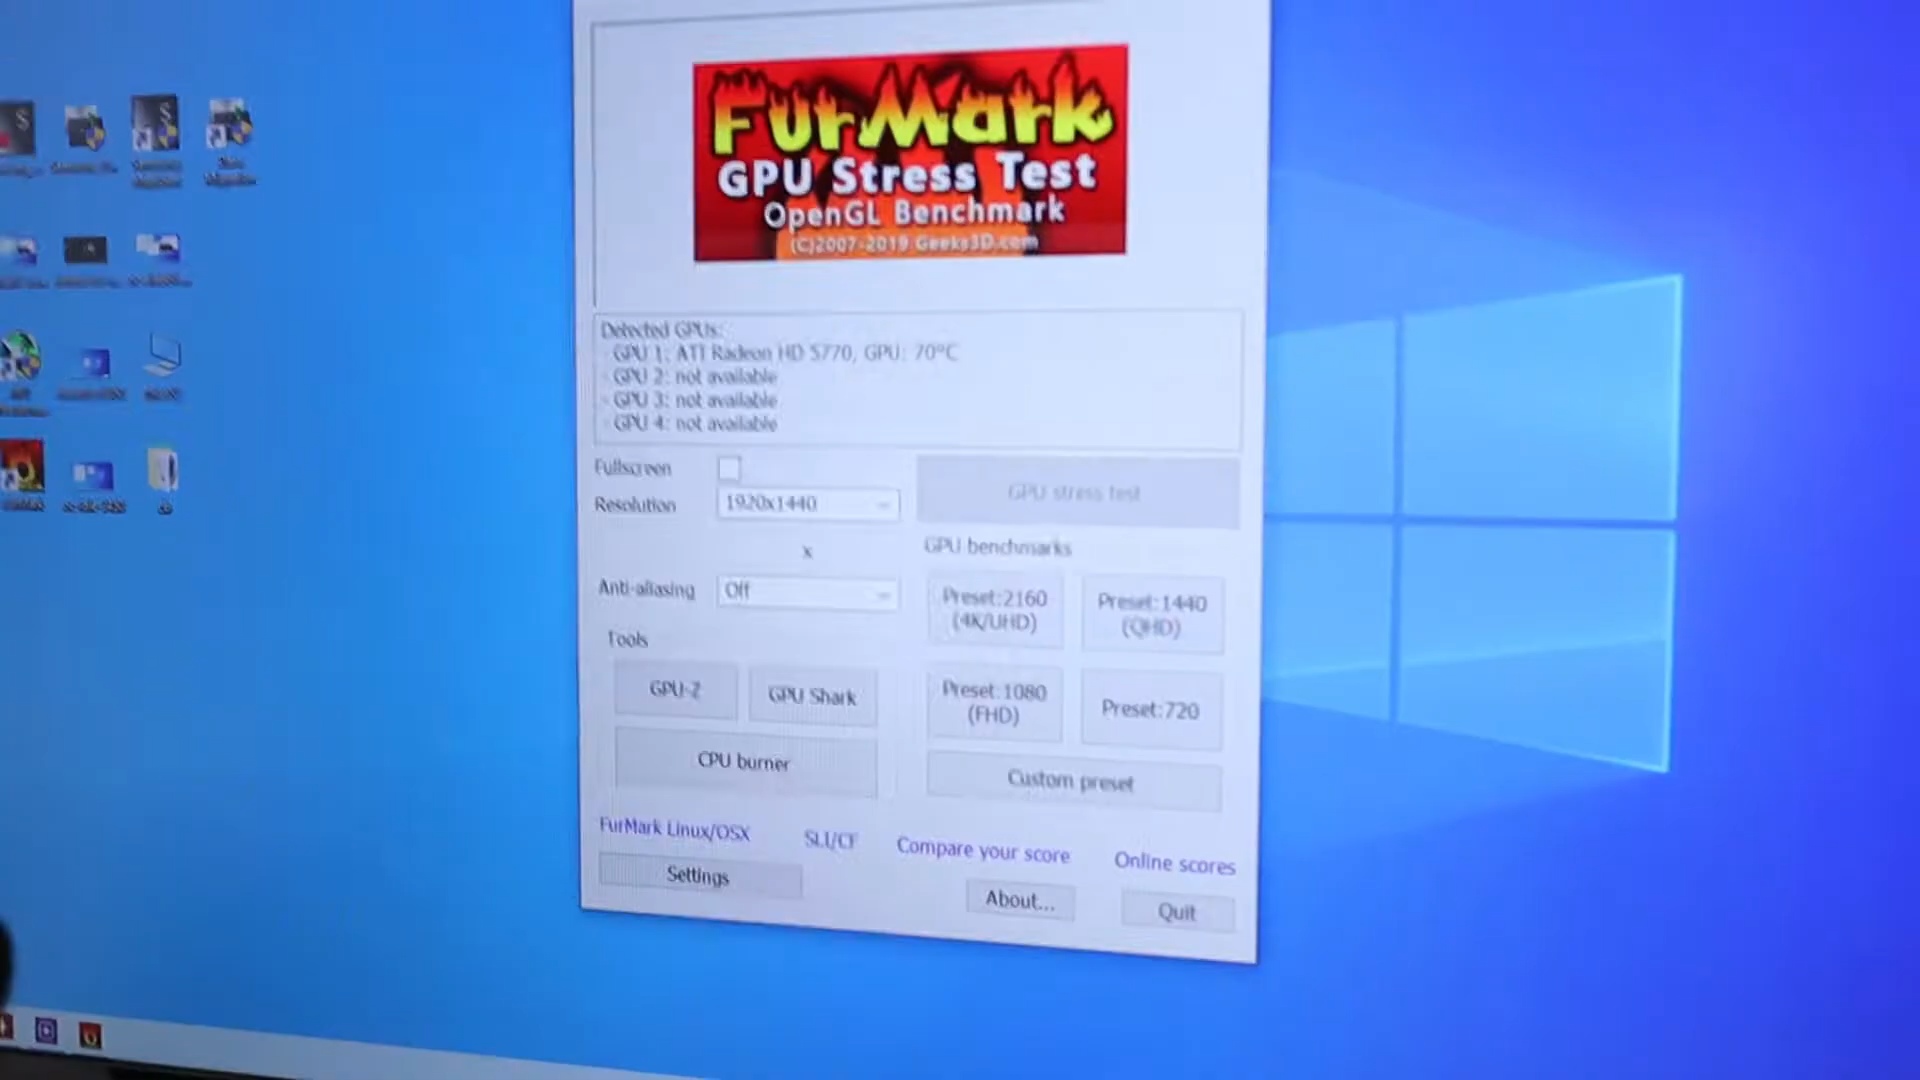 FurMark
GPU Stress Test
OpenGL Benchmark
(C)2007-2019 Geeks3D.com
Detected GPUs:
- GPU 1: ATI Radeon HD 5770, GPU: 70°C
- GPU 2: not available
- GPU 3: not available
- GPU 4: not available
Fullscreen
GPU stress test
Resolution
1920x1440
x
GPU benchmarks
Anti-aliasing
Off
Preset:2160
(4K/UHD)
Preset:1440
(QHD)
Tools
GPU-Z
GPU Shark
Preset:1080
(FHD)
Preset:720
CPU burner
Custom preset
FurMark Linux/OSX
SLI/CF
Compare your score
Online scores
Settings
About...
Quit